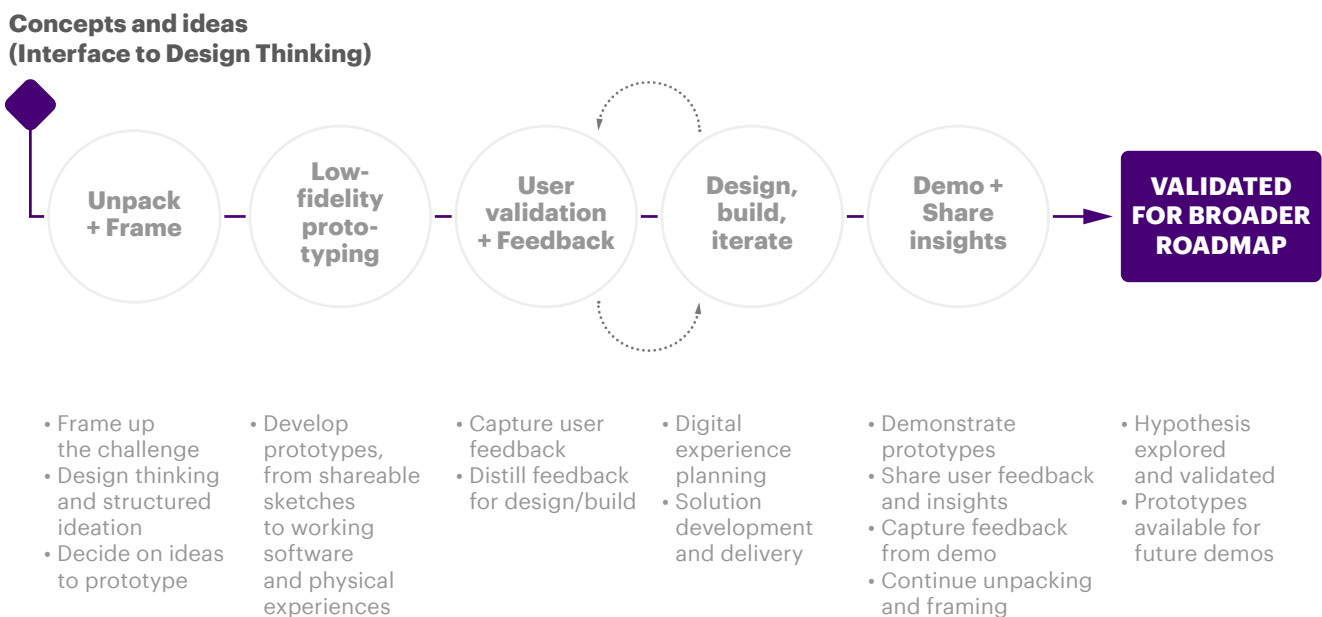 Concepts and ideas
(Interface to Design Thinking)
Unpack
+ Frame
Low-
fidelity
proto-
typing
User
validation
+ Feedback
Design,
build,
iterate
Demo +
Share
insights
VALIDATED
FOR BROADER
ROADMAP
• Frame up
the challenge
• Design thinking
and structured
ideation
• Decide on ideas
to prototype
• Develop
prototypes,
from shareable
sketches
to working
software
and physical
experiences
• Capture user
feedback
• Distill feedback
for design/build
• Digital
experience
planning
• Solution
development
and delivery
• Demonstrate
prototypes
• Share user feedback
and insights
• Capture feedback
from demo
• Continue unpacking
and framing
• Hypothesis
explored
and validated
• Prototypes
available for
future demos